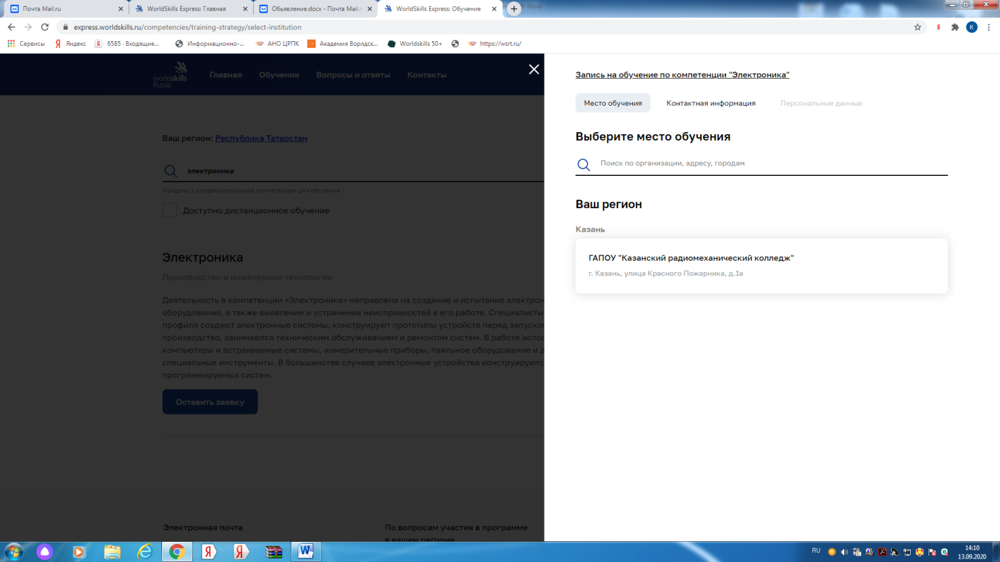 Почта Mail.ru
WorldSkills Express: Главная
Объявление.docx - Почта Mail.r
WorldSkills Express: Обучение
express.worldskills.ru/competencies/training-strategy/select-institution
K
Сервисы
Яндекс
6585 · Входящие...
Информационно-...
АНО ЦРПК
Академия Ворлдск...
Worldskills 50+
https://wsrt.ru/
worldskills
Russia
Главная
Обучение
Вопросы и ответы
Контакты
Ваш регион: Республика Татарстан
электроника
Найдена 1 профессиональная компетенция для обучения
Доступно дистанционное обучение
Электроника
Производство и инженерные технологии
Деятельность в компетенции «Электроника» направлена на создание и испытание электрон
оборудования, а также выявление и устранение неисправностей в его работе. Специалисты
профиля создают электронные системы, конструируют прототипы устройств перед запуско
производство, занимаются техническим обслуживанием и ремонтом систем. В работе испол
компьютеры и встраиваемые системы, измерительные приборы, паяльное оборудование и д
специальные инструменты. В большинстве случаев электронные устройства конструируютс
программируемых систем.
Оставить заявку
Электронная почта
По вопросам участия в программе
в вашем регионе
Запись на обучение по компетенции "Электроника"
Место обучения
Контактная информация
Персональные данные
Выберите место обучения
Поиск по организации, адресу, городам
Ваш регион
Казань
ГАПОУ "Казанский радиомеханический колледж"
г. Казань, улица Красного Пожарника, д.1а
RU
14:10
13.09.2020